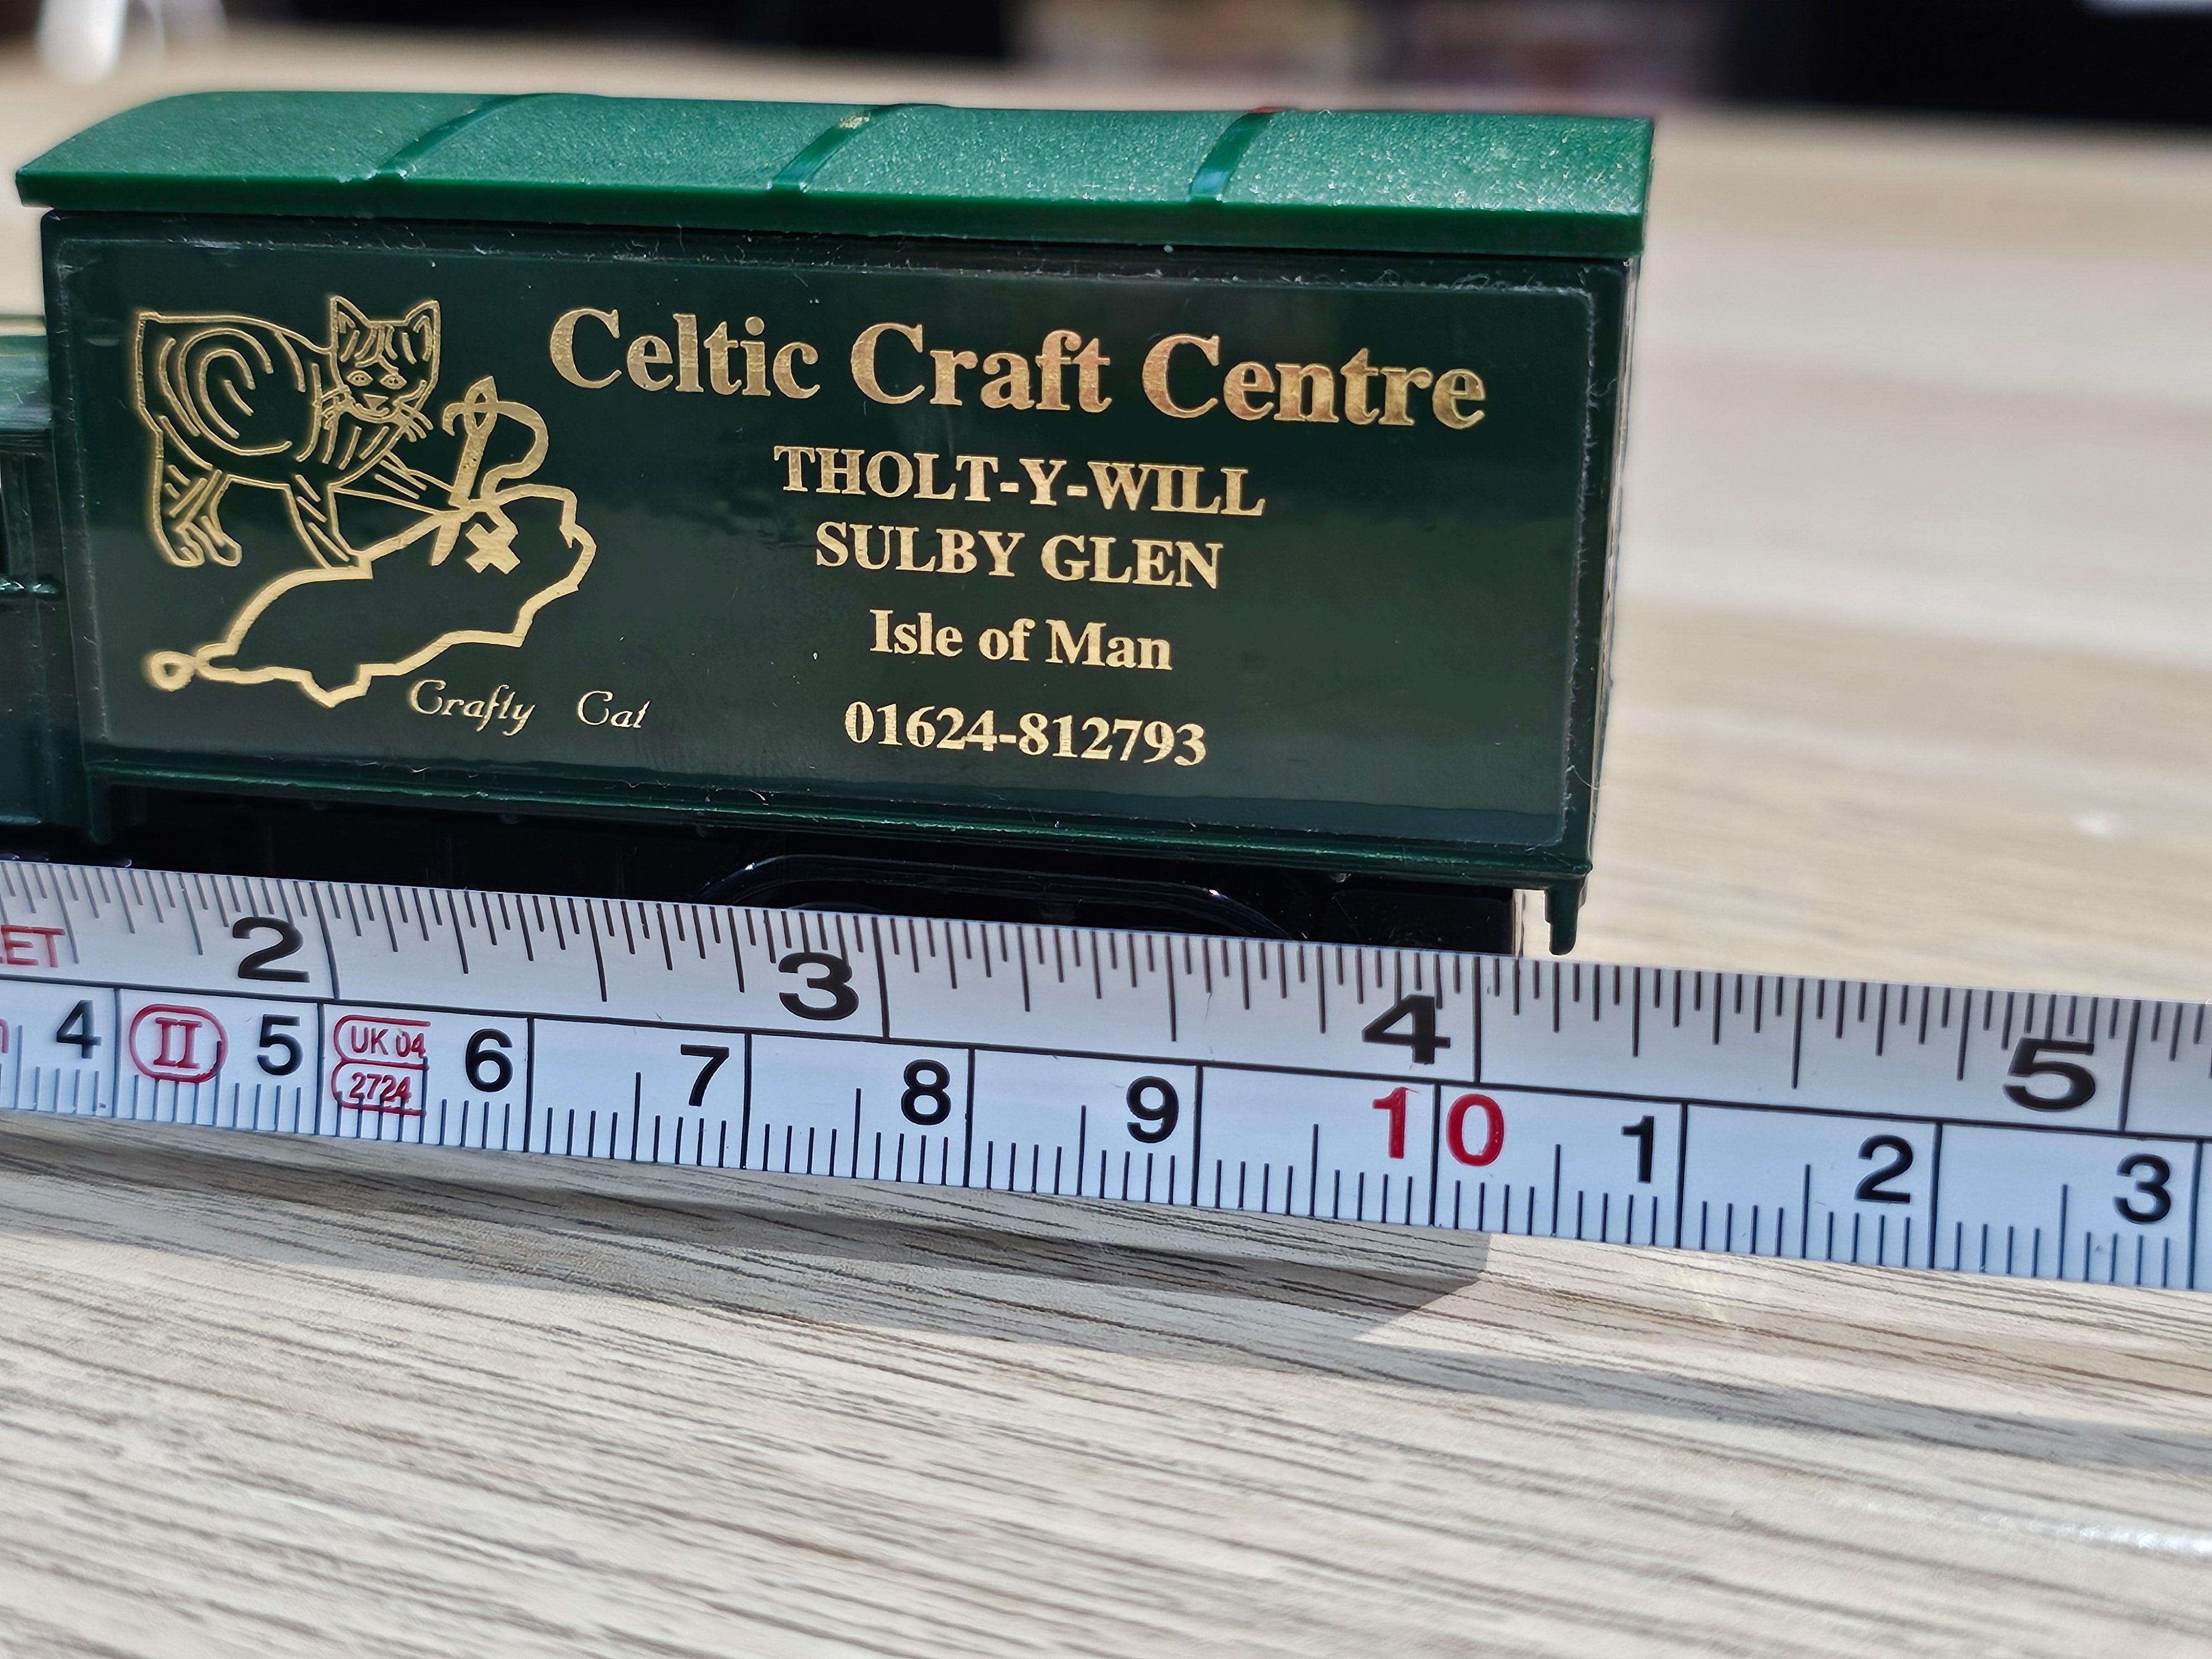 Celtic Craft Centre
THOLT-Y-WILL
SULBY GLEN
Isle of Man
01624-812793
Crafty Cat
2 3 4 5
4 II 5 UK 04 6 7 8 9 10 1 2 3
2724